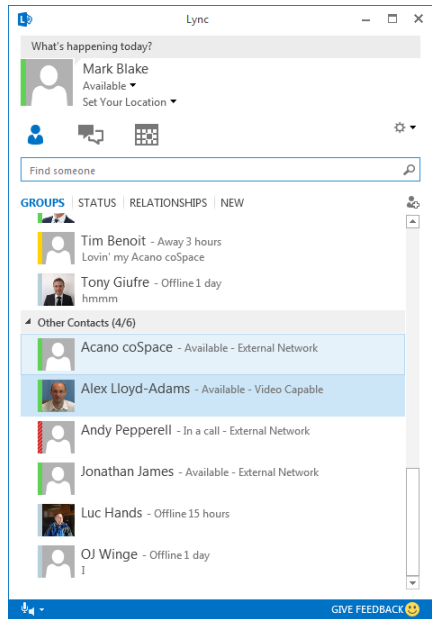 Lync
What's happening today?
Mark Blake
Available
Set Your Location
Find someone
GROUPS STATUS RELATIONSHIPS NEW
Tim Benoit - Away 3 hours
Lovin' my Acano coSpace
Tony Giufre - Offline 1 day
hmmm
Other Contacts (4/6)
Acano coSpace - Available - External Network
Alex Lloyd-Adams - Available - Video Capable
Andy Pepperell - In a call - External Network
Jonathan James - Available - External Network
Luc Hands - Offline 15 hours
OJ Winge - Offline 1 day
I
GIVE FEEDBACK